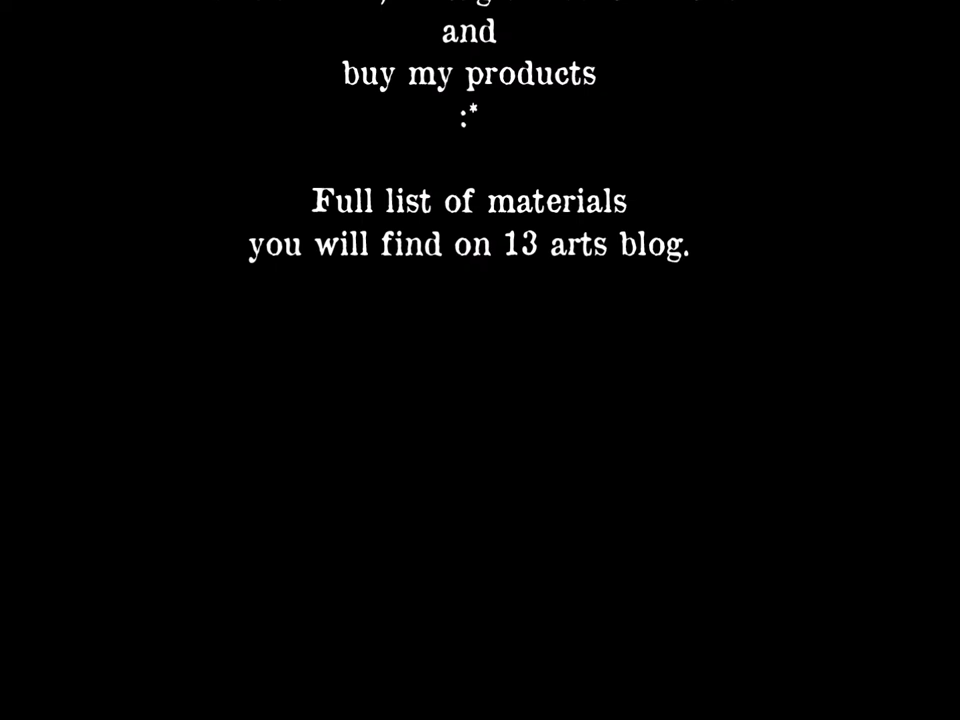 and
buy my products
:*
Full list of materials
you will find on 13 arts blog.